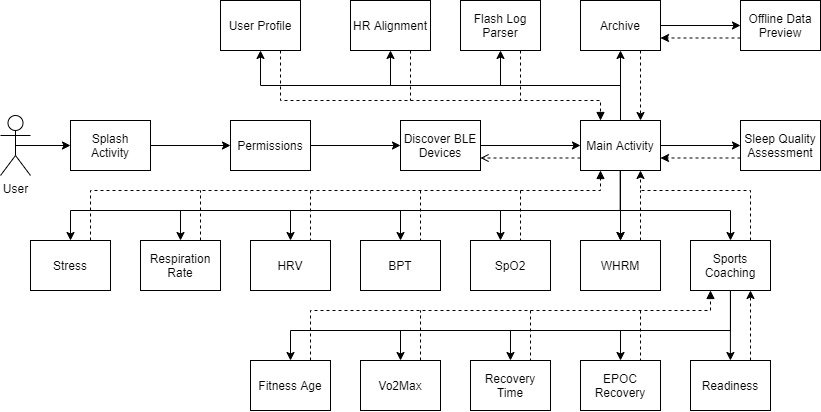 User Profile
HR Alignment
Flash Log
Parser
Archive
Offline Data
Preview
User
Splash
Activity
Permissions
Discover BLE
Devices
Main Activity
Sleep Quality
Assessment
Stress
Respiration
Rate
HRV
BPT
SpO2
WHRM
Sports
Coaching
Fitness Age
Vo2Max
Recovery
Time
EPOC
Recovery
Readiness